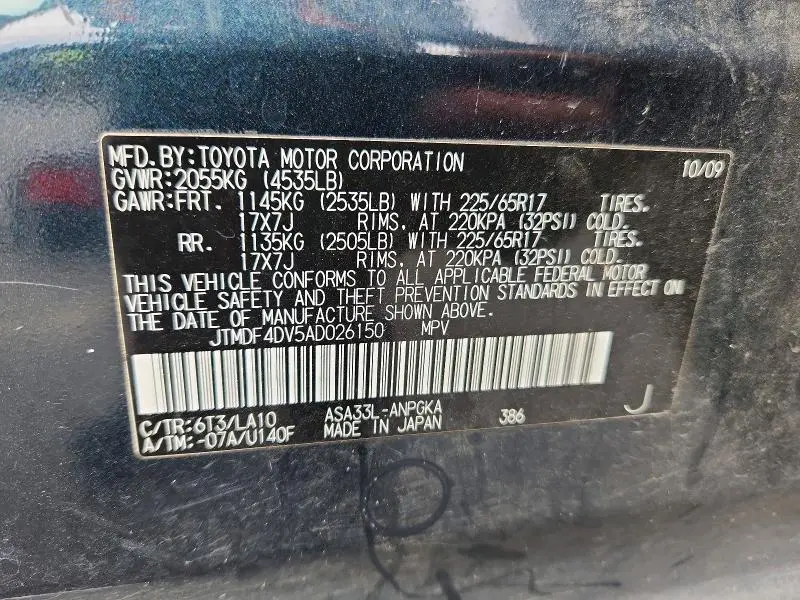 MFD. BY: TOYOTA MOTOR CORPORATION 10/09
GVWR: 2055KG (4535LB)
GAWR: FRT. 1145KG (2535LB) WITH 225/65R17 TIRES.
17X7J RIMS, AT 220KPA (32PSI) COLD.
RR. 1135KG (2505LB) WITH 225/65R17 TIRES.
17X7J RIMS, AT 220KPA (32PSI) COLD.
THIS VEHICLE CONFORMS TO ALL APPLICABLE FEDERAL MOTOR
VEHICLE SAFETY AND THEFT PREVENTION STANDARDS IN EFFECT ON
THE DATE OF MANUFACTURE SHOWN ABOVE.
JTMDF4DV5AD026150 MPV
C/TR: 6T3/LA10 ASA33L-ANPGKA 386 J
A/TM: -07A/U140F MADE IN JAPAN